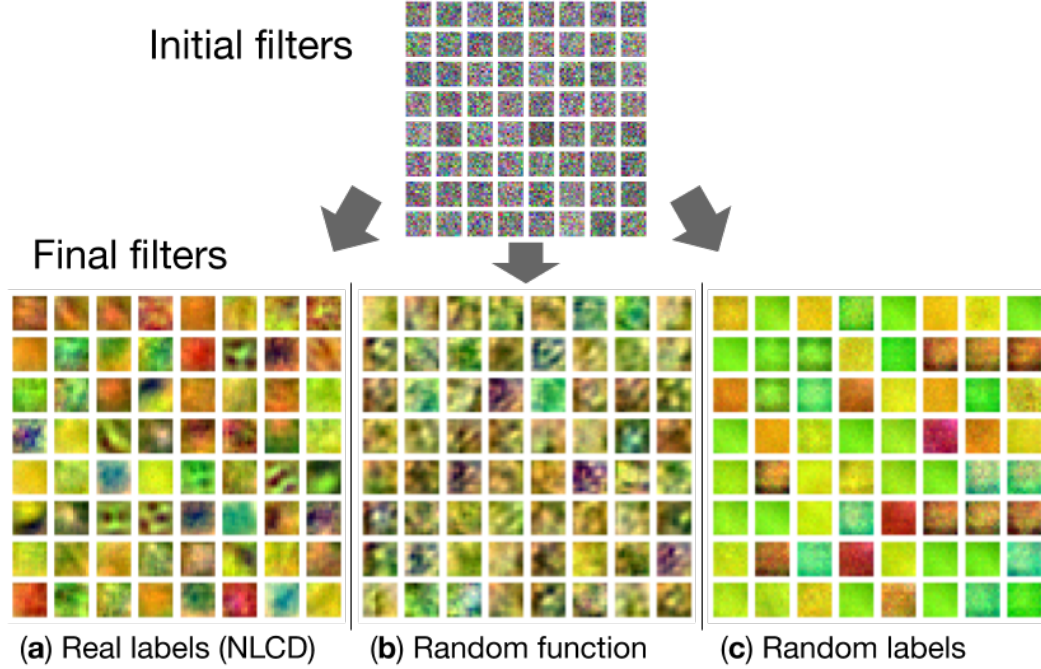 Initial filters
Final filters
(a) Real labels (NLCD)
(b) Random function
(c) Random labels